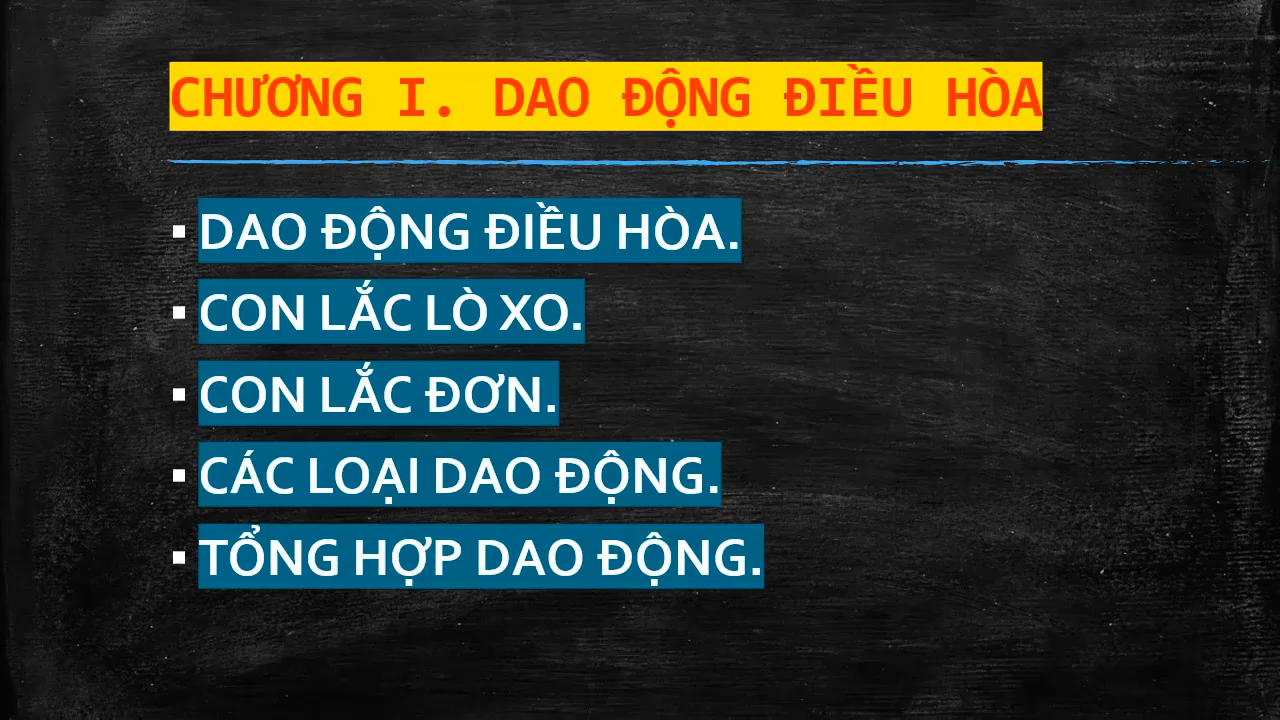 CHƯƠNG I. DAO ĐỘNG ĐIỀU HÒA
▪ DAO ĐỘNG ĐIỀU HÒA.
▪ CON LẮC LÒ XO.
▪ CON LẮC ĐƠN.
▪ CÁC LOẠI DAO ĐỘNG.
▪ TỔNG HỢP DAO ĐỘNG.